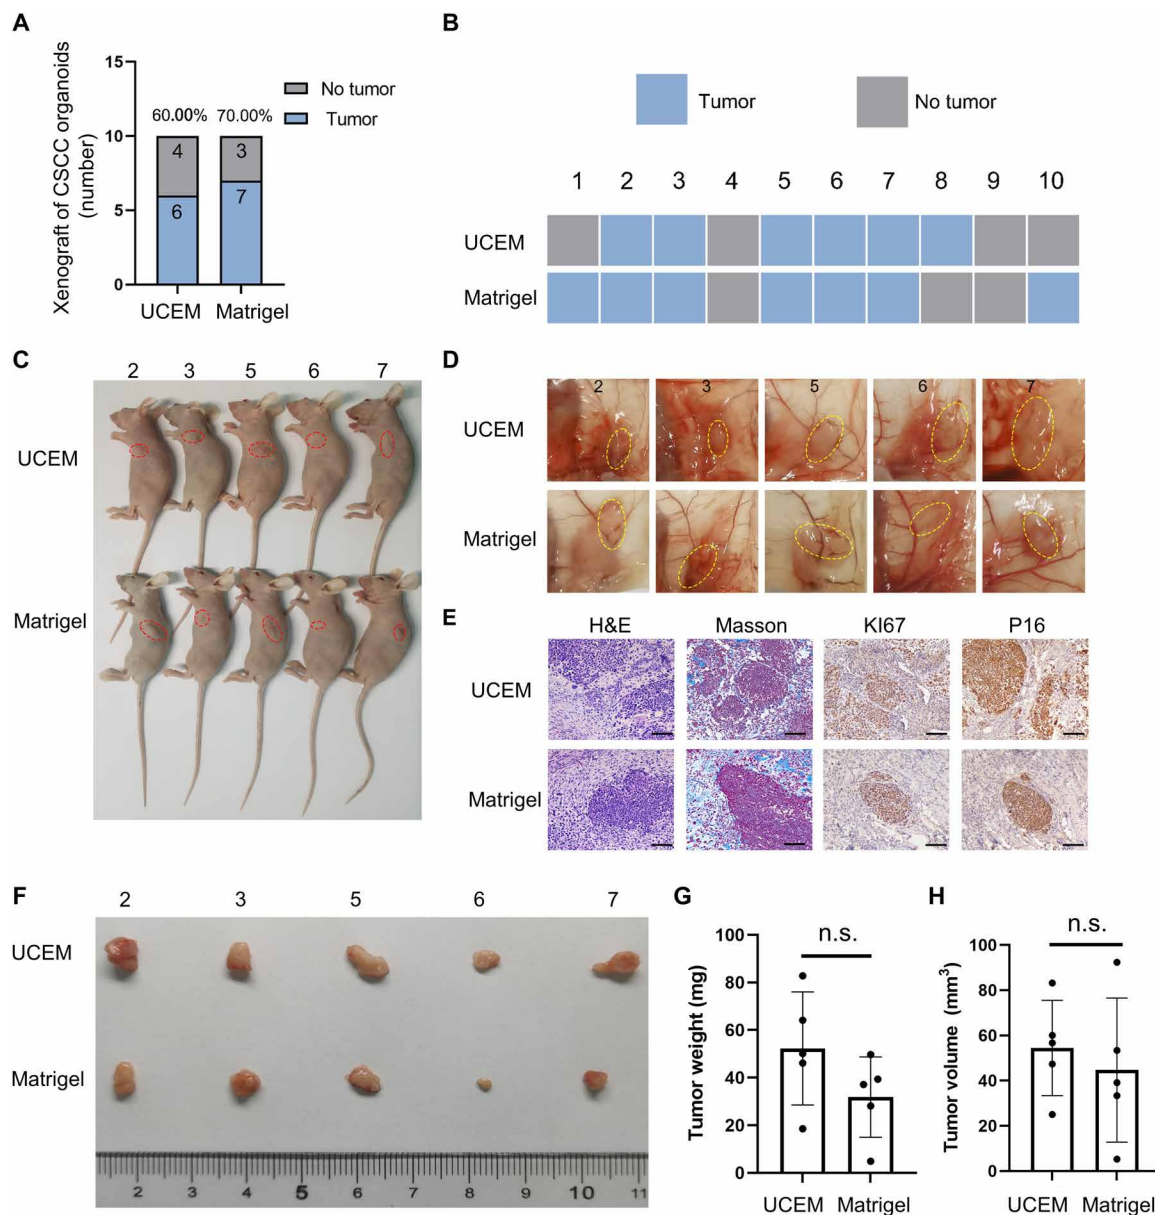 A
Xenograft of CSCC organoids
(number)
15
10
5
0
60.00% 70.00%
4 3
6 7
UCEM Matrigel
No tumor
Tumor
B
Tumor No tumor
1 2 3 4 5 6 7 8 9 10
UCEM
Matrigel
C
2 3 5 6 7
UCEM
Matrigel
D
2 3 5 6 7
UCEM
Matrigel
E
H&E Masson KI67 P16
UCEM
Matrigel
F
2 3 5 6 7
UCEM
Matrigel
2 3 4 5 6 7 8 9 10 11
G
n.s.
Tumor weight (mg)
100
80
60
40
20
0
UCEM Matrigel
H
n.s.
Tumor volume (mm³)
100
80
60
40
20
0
UCEM Matrigel